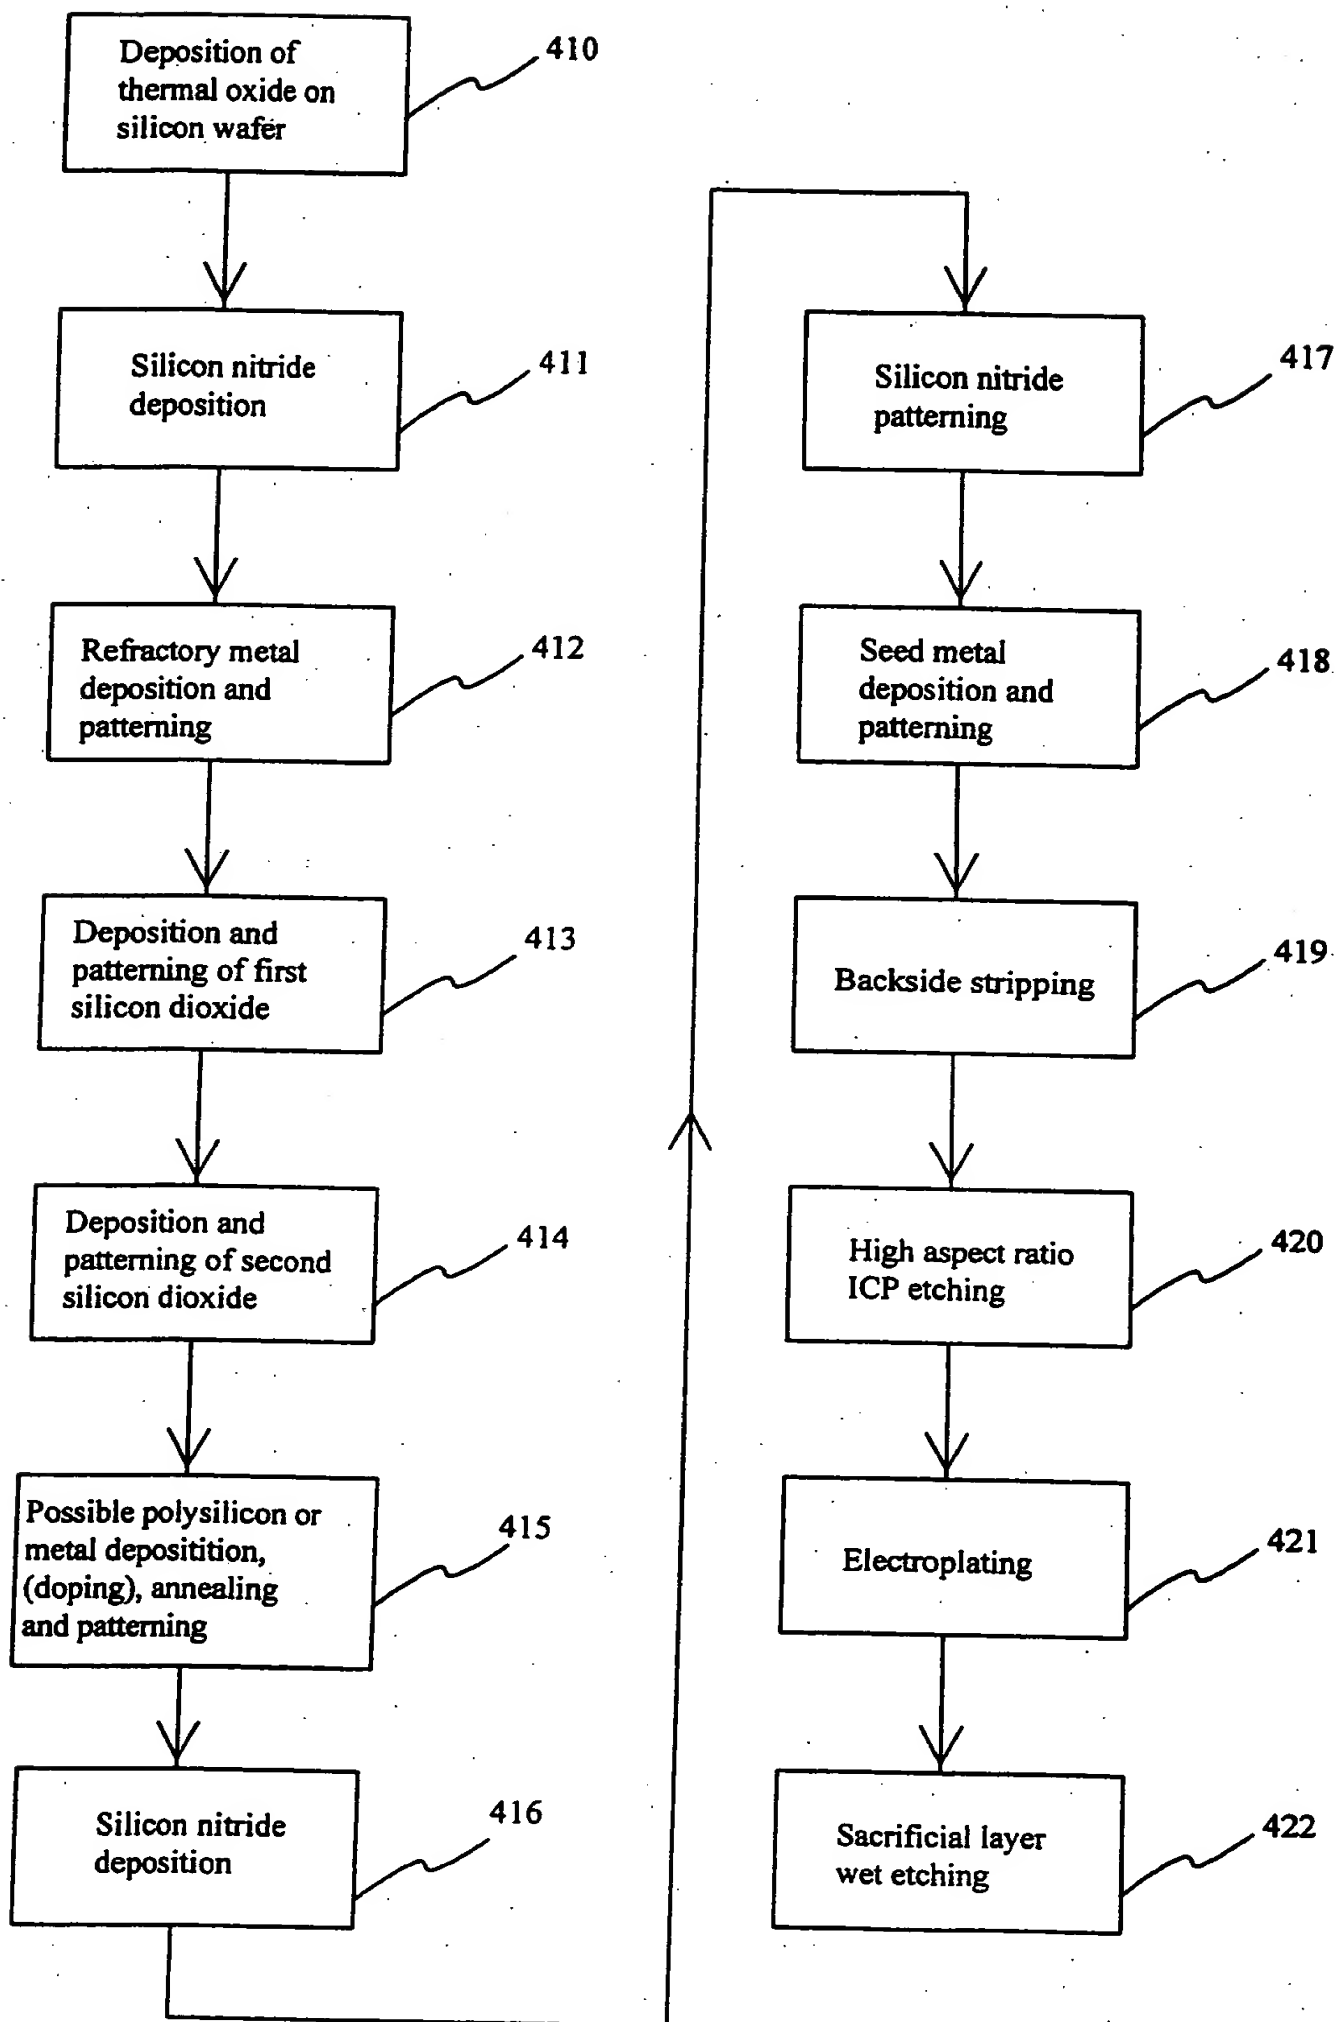 Deposition of
thermal oxide on
silicon wafer
410
Silicon nitride
deposition
411
Refractory metal
deposition and
patterning
412
Deposition and
patterning of first
silicon dioxide
413
Deposition and
patterning of second
silicon dioxide
414
Possible polysilicon or
metal depositition,
(doping), annealing
and patterning
415
Silicon nitride
deposition
416
Silicon nitride
patterning
417
Seed metal
deposition and
patterning
418
Backside stripping
419
High aspect ratio
ICP etching
420
Electroplating
421
Sacrificial layer
wet etching
422